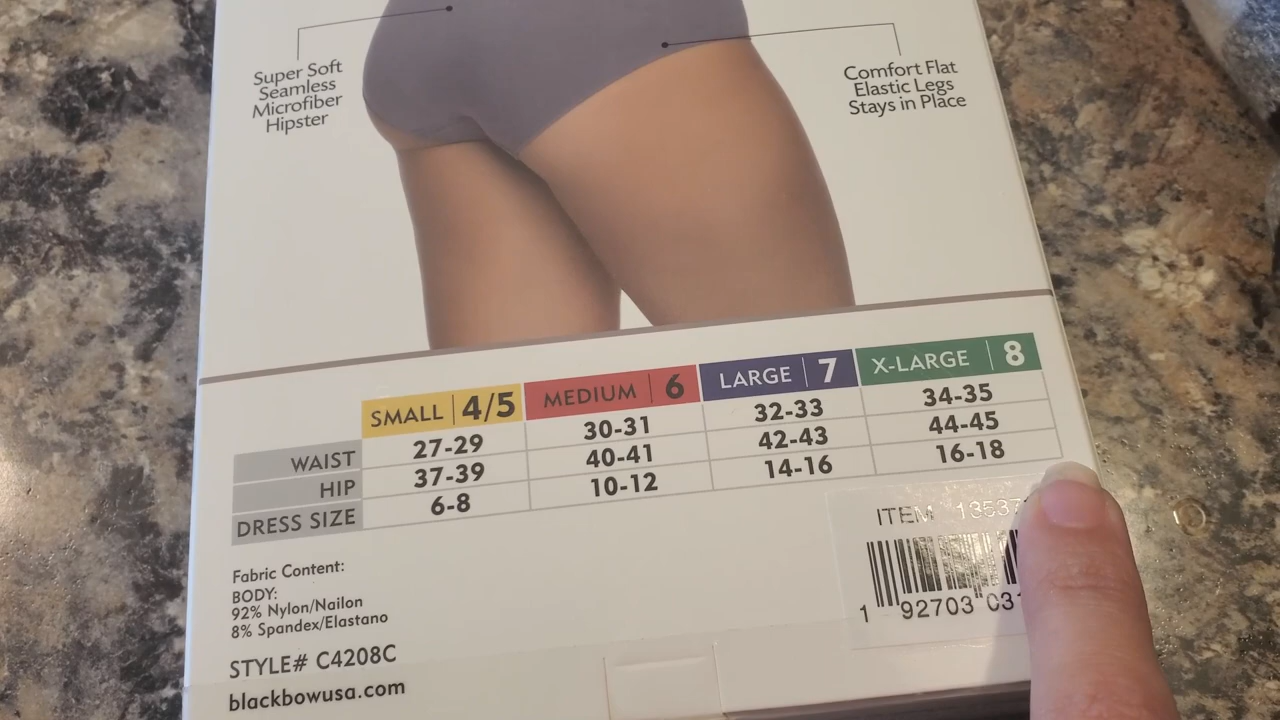 Super Soft
Seamless
Microfiber
Hipster
Comfort Flat
Elastic Legs
Stays in Place
SMALL | 4/5 MEDIUM | 6 LARGE | 7 X-LARGE | 8
WAIST 27-29 30-31 32-33 34-35
HIP 37-39 40-41 42-43 44-45
DRESS SIZE 6-8 10-12 14-16 16-18
Fabric Content:
BODY:
92% Nylon/Nailon
8% Spandex/Elastano
STYLE# C4208C
blackbowusa.com
ITEM
1 92703